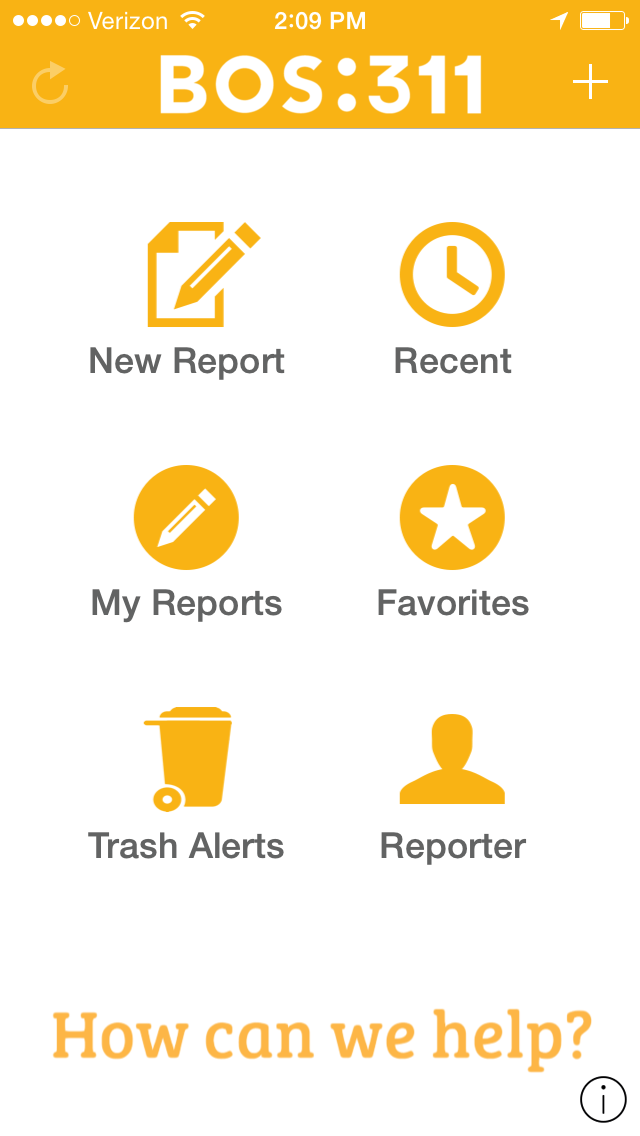 Verizon 2:09 PM
BOS:311
New Report Recent
My Reports Favorites
Trash Alerts Reporter
How can we help?
i